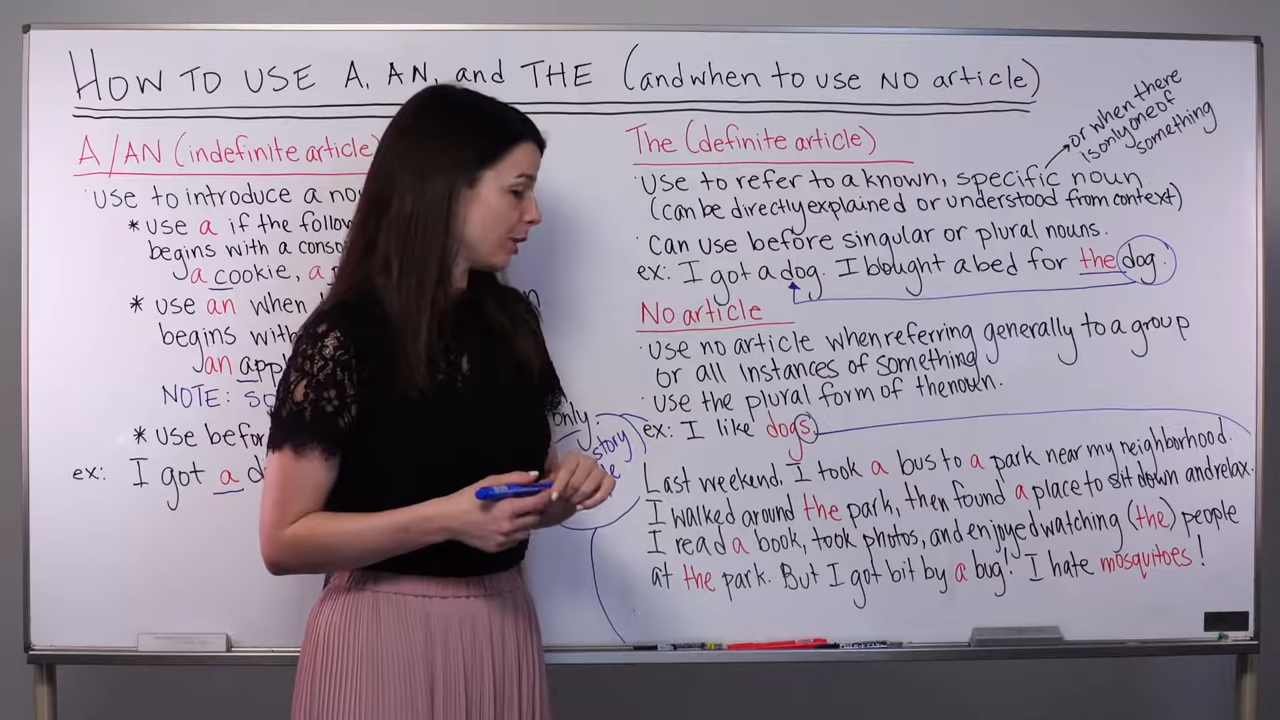 HOW TO USE A, AN, and THE (and when to use NO article)
A/AN (indefinite article)
· use to introduce a
* use a if the
begins with a
a cookie, a
* use an when
begins
an
NOTE:
only.
story
* use
ex: I got a
The (definite article)
→ or when there
is only one of
something
· Use to refer to a known, specific noun
(can be directly explained or understood from context)
· Can use before singular or plural nouns.
ex: I got a dog. I bought a bed for the dog.
No article
· use no article when referring generally to a group
or all instances of something
· use the plural form of the noun.
ex: I like dogs.
Last weekend, I took a bus to a park near my neighborhood.
I walked around the park, then found a place to sit down and relax.
I read a book, took photos, and enjoyed watching (the) people
at the park. But I got bit by a bug! I hate mosquitoes!